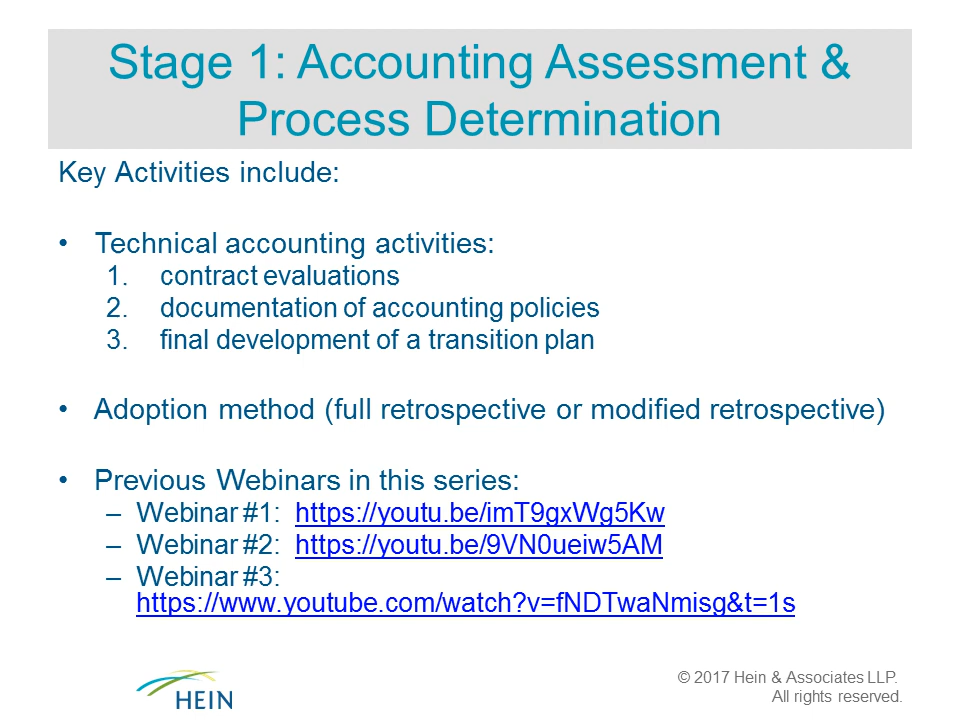 Stage 1: Accounting Assessment &
Process Determination
Key Activities include:
• Technical accounting activities:
1. contract evaluations
2. documentation of accounting policies
3. final development of a transition plan
• Adoption method (full retrospective or modified retrospective)
• Previous Webinars in this series:
– Webinar #1: https://youtu.be/imT9gxWg5Kw
– Webinar #2: https://youtu.be/9VN0ueiw5AM
– Webinar #3:
https://www.youtube.com/watch?v=fNDTwaNmisg&t=1s
HEIN
© 2017 Hein & Associates LLP.
All rights reserved.